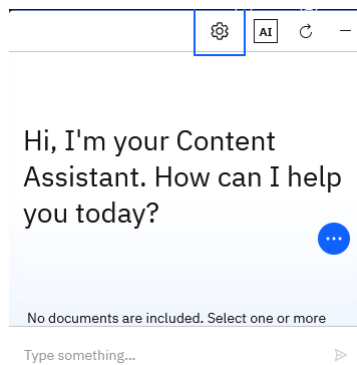 AI
Hi, I'm your Content
Assistant. How can I help
you today?
No documents are included. Select one or more
Type something...